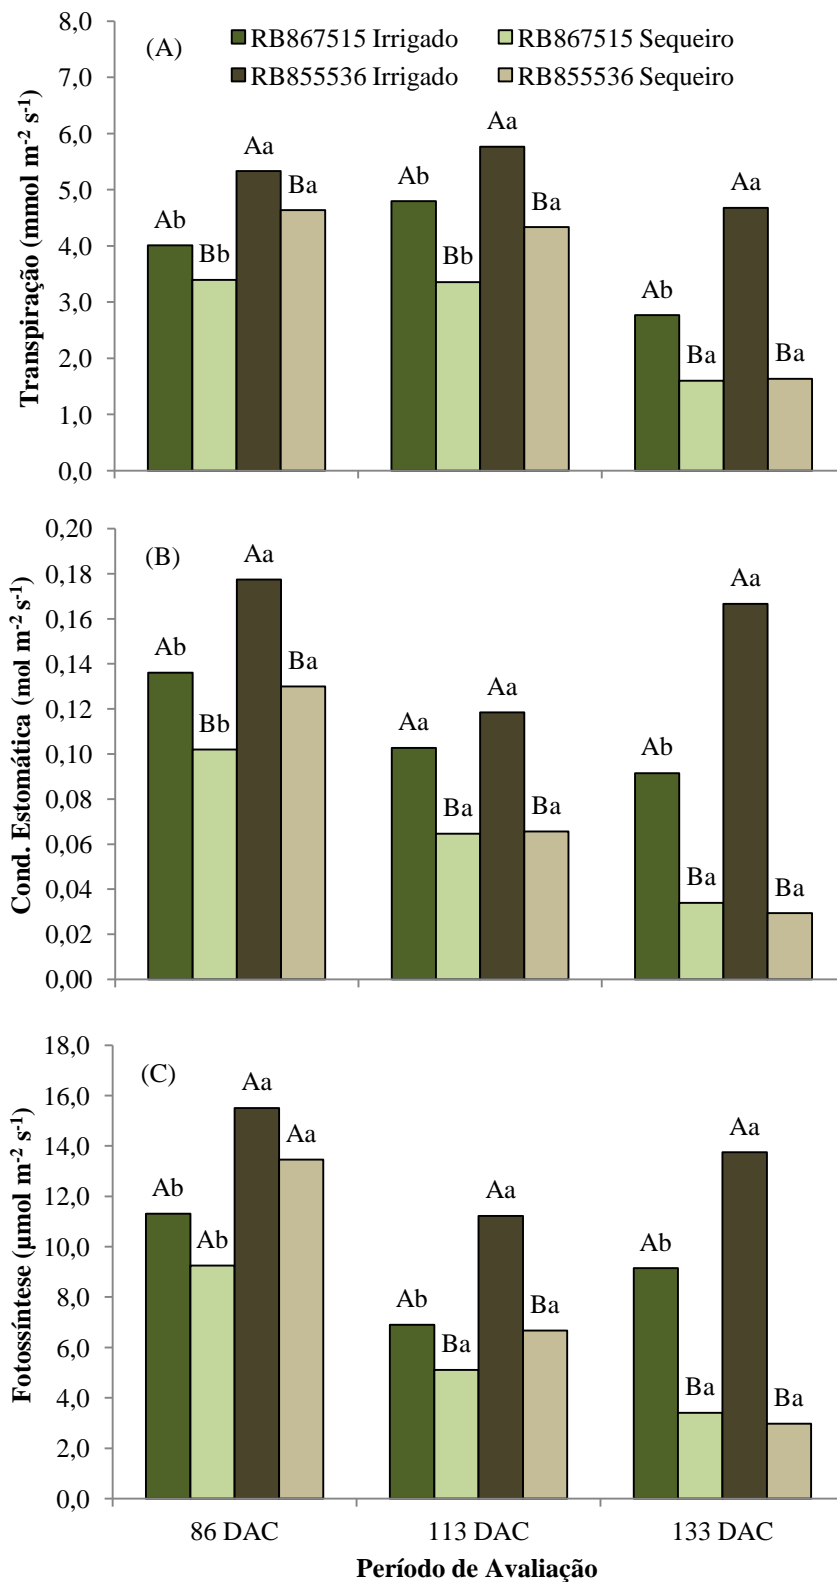 (A)
RB867515 Irrigado RB867515 Sequeiro
RB855536 Irrigado RB855536 Sequeiro
Transpiração (mmol m⁻² s⁻¹)
8,0
7,0
6,0
5,0
4,0
3,0
2,0
1,0
0,0
Ab Bb Aa Ba
Ab Bb Aa Ba
Ab Ba Aa Ba
(B)
Cond. Estomática (mol m⁻² s⁻¹)
0,20
0,18
0,16
0,14
0,12
0,10
0,08
0,06
0,04
0,02
0,00
Ab Bb Aa Ba
Aa Ba Aa Ba
Ab Ba Aa Ba
(C)
Fotossíntese (µmol m⁻² s⁻¹)
18,0
16,0
14,0
12,0
10,0
8,0
6,0
4,0
2,0
0,0
Ab Ab Aa Aa
Ab Ba Aa Ba
Ab Ba Aa Ba
86 DAC 113 DAC 133 DAC
Período de Avaliação